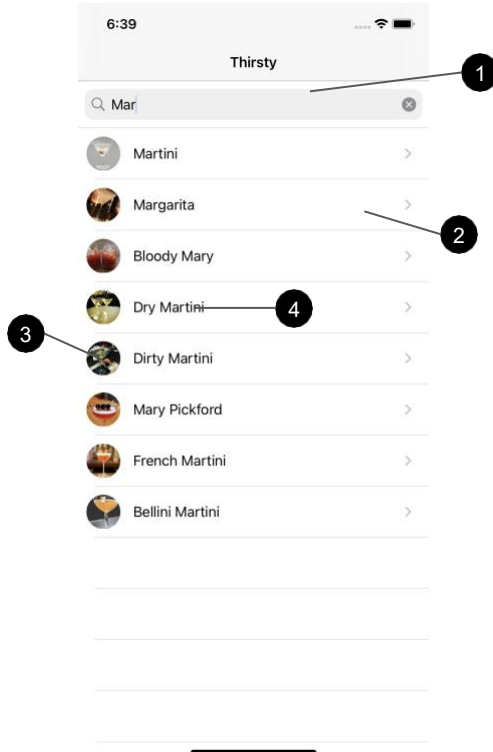 6:39
Thirsty
1
Mar
Martini
Margarita
2
Bloody Mary
Dry Martini
4
3
Dirty Martini
Mary Pickford
French Martini
Bellini Martini